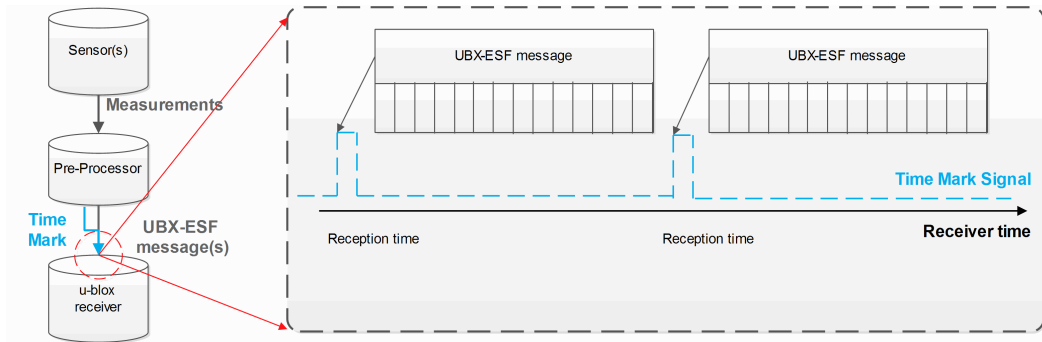 Sensor(s)
Measurements
Pre-Processor
Time
Mark
UBX-ESF
message(s)
u-blox
receiver
UBX-ESF message
UBX-ESF message
Time Mark Signal
Receiver time
Reception time
Reception time